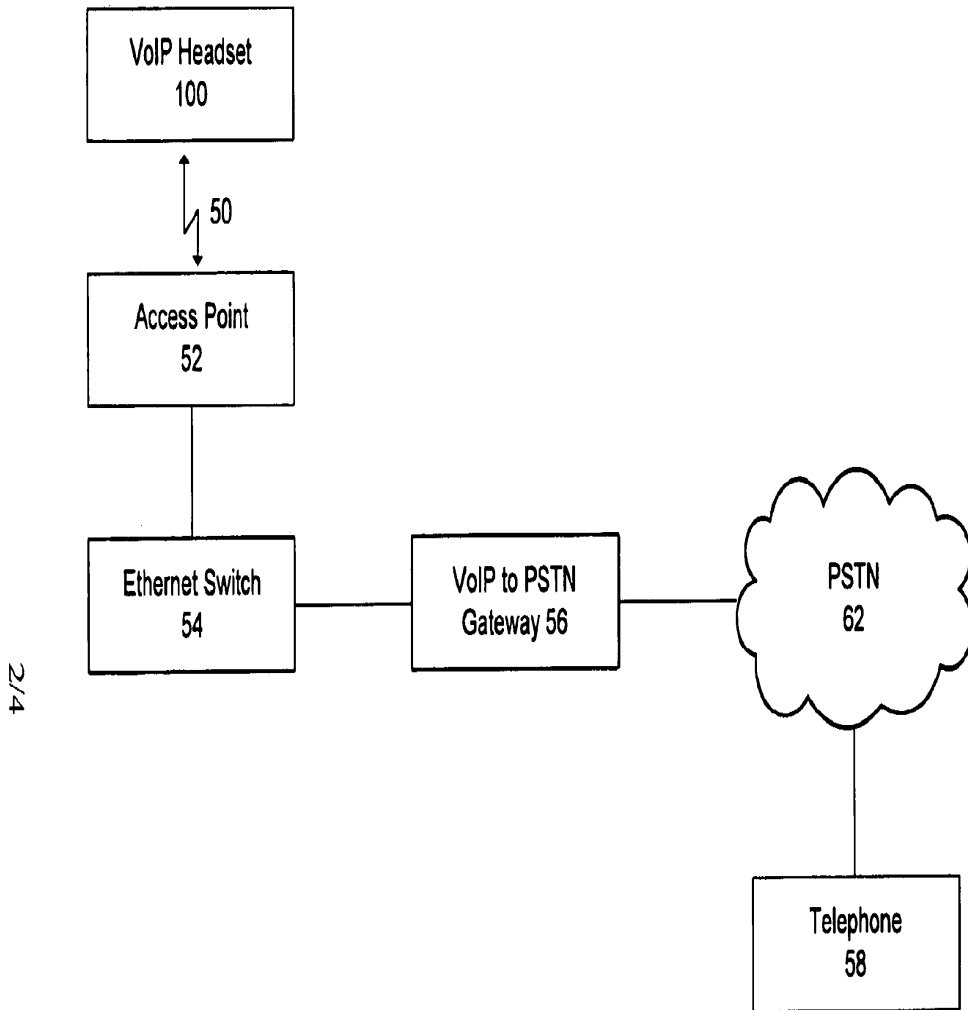 VoIP Headset
100
50
Access Point
52
Ethernet Switch
54
VoIP to PSTN
Gateway 56
PSTN
62
Telephone
58
2/4